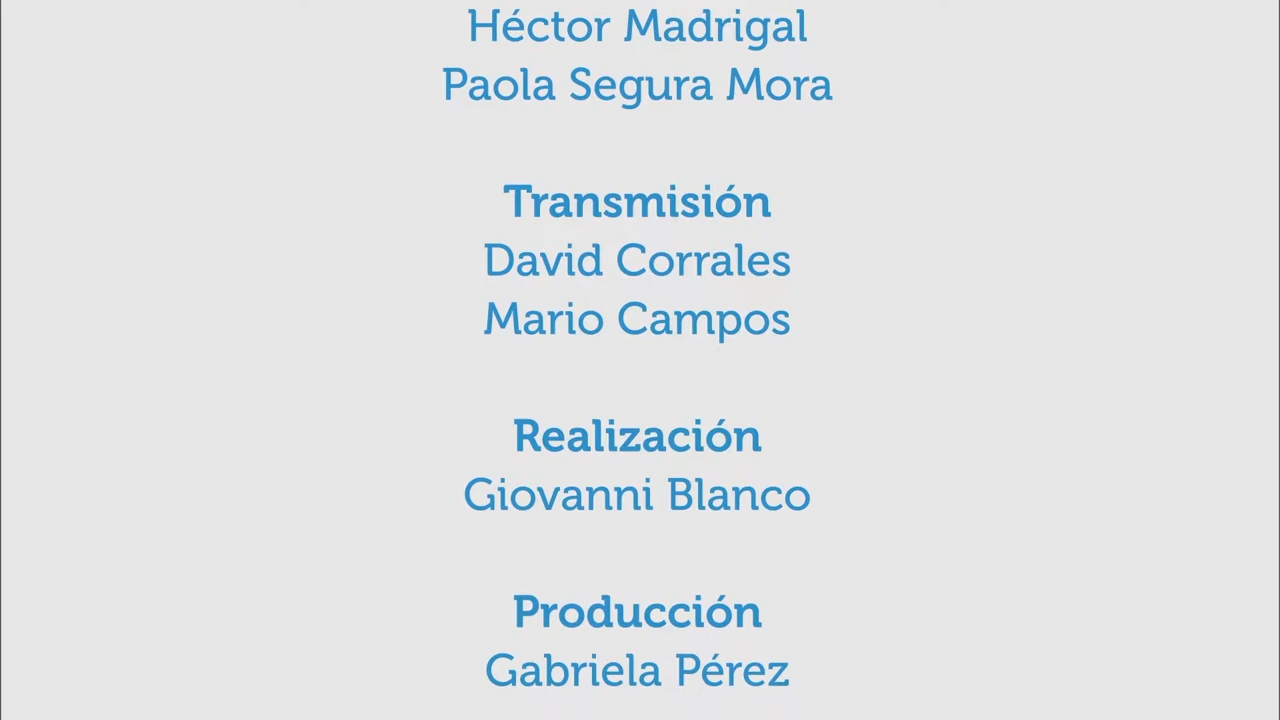 Héctor Madrigal
Paola Segura Mora
Transmisión
David Corrales
Mario Campos
Realización
Giovanni Blanco
Producción
Gabriela Pérez